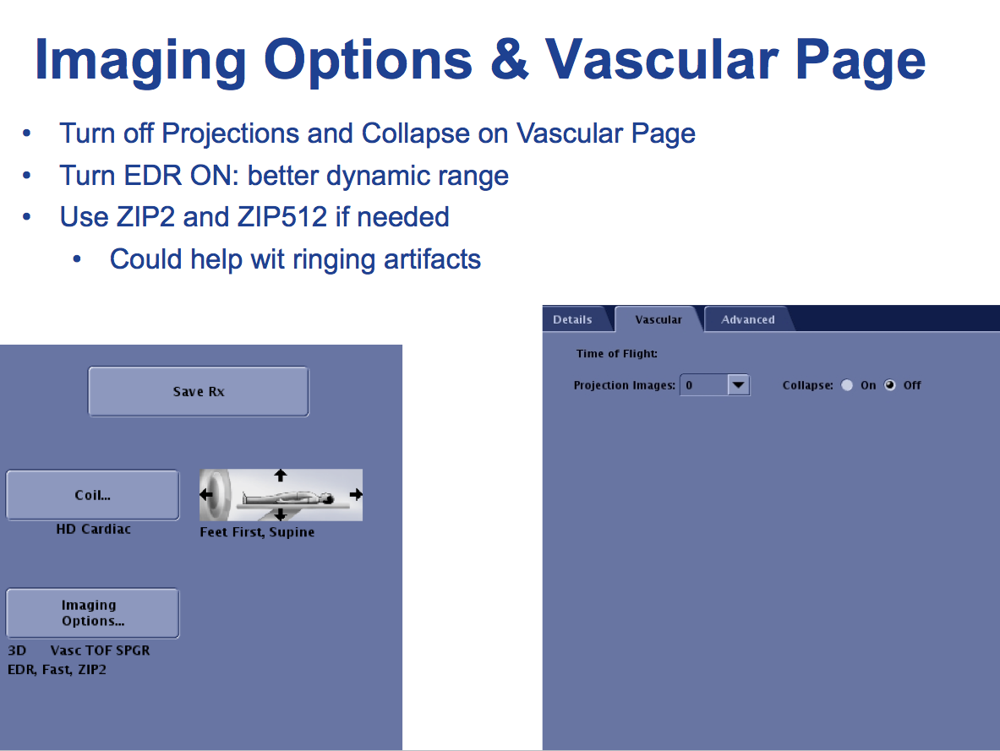 Imaging Options & Vascular Page
• Turn off Projections and Collapse on Vascular Page
• Turn EDR ON: better dynamic range
• Use ZIP2 and ZIP512 if needed
• Could help wit ringing artifacts
Save Rx
Coil...
HD Cardiac
Feet First, Supine
Imaging
Options...
3D Vasc TOF SPGR
EDR, Fast, ZIP2
Details Vascular Advanced
Time of Flight:
Projection Images: 0 Collapse: On Off